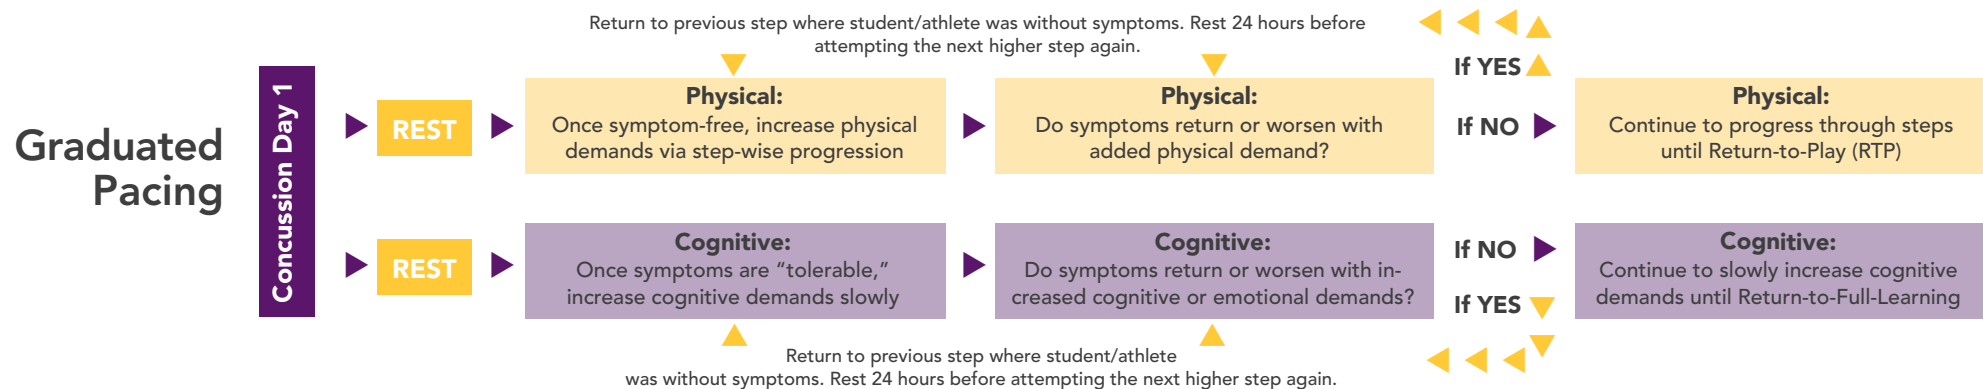 Return to previous step where student/athlete was without symptoms. Rest 24 hours before
attempting the next higher step again.
Graduated
Pacing
Concussion Day 1
REST
Physical:
Once symptom-free, increase physical
demands via step-wise progression
Physical:
Do symptoms return or worsen with
added physical demand?
If YES
If NO
Physical:
Continue to progress through steps
until Return-to-Play (RTP)
REST
Cognitive:
Once symptoms are “tolerable,”
increase cognitive demands slowly
Cognitive:
Do symptoms return or worsen with in-
creased cognitive or emotional demands?
If NO
If YES
Cognitive:
Continue to slowly increase cognitive
demands until Return-to-Full-Learning
Return to previous step where student/athlete
was without symptoms. Rest 24 hours before attempting the next higher step again.